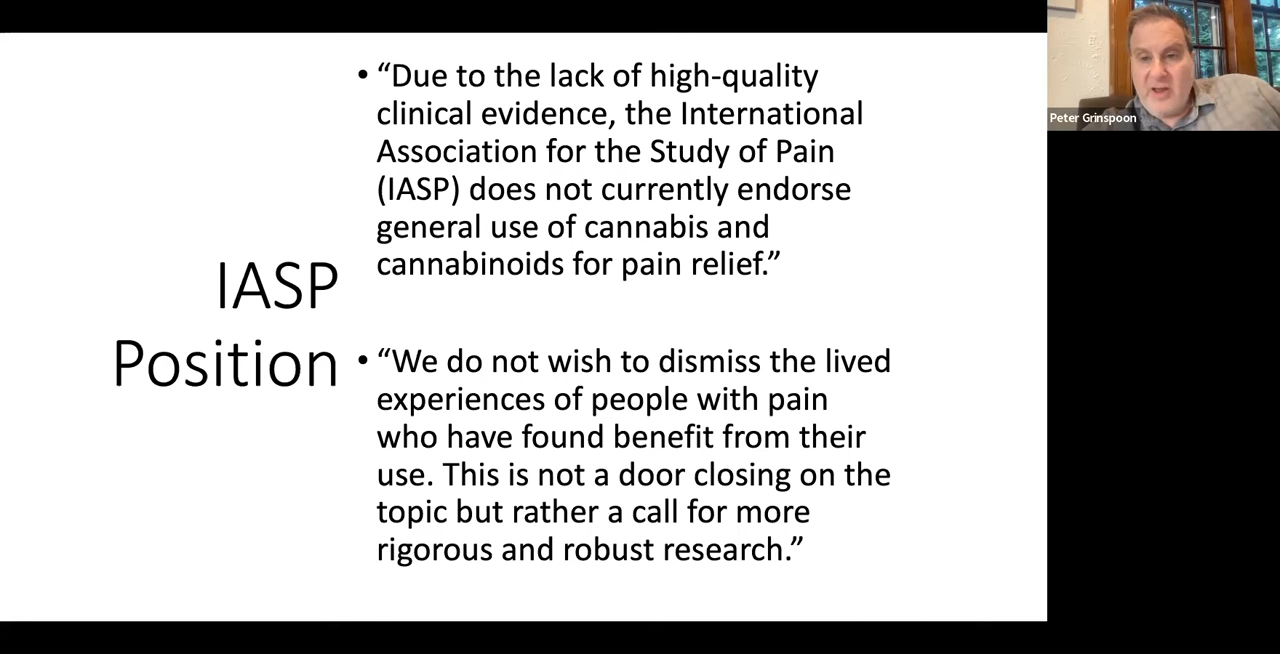 IASP
Position
• “Due to the lack of high-quality
clinical evidence, the International
Association for the Study of Pain
(IASP) does not currently endorse
general use of cannabis and
cannabinoids for pain relief.”
• “We do not wish to dismiss the lived
experiences of people with pain
who have found benefit from their
use. This is not a door closing on the
topic but rather a call for more
rigorous and robust research.”
Peter Grinspoon